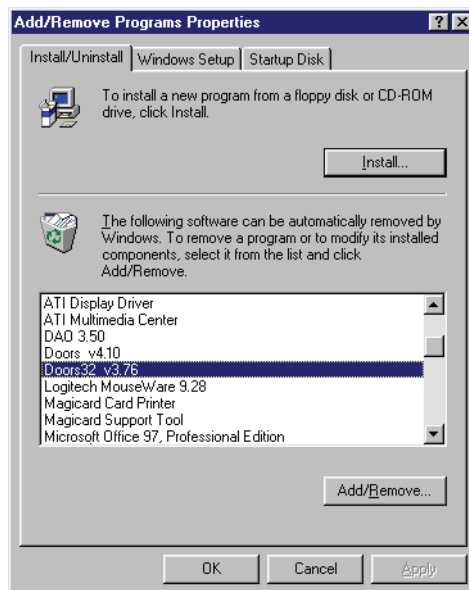 Add/Remove Programs Properties
Install/Uninstall
Windows Setup
Startup Disk
To install a new program from a floppy disk or CD-ROM
drive, click Install.
Install...
The following software can be automatically removed by
Windows. To remove a program or to modify its installed
components, select it from the list and click
Add/Remove.
ATI Display Driver
ATI Multimedia Center
DAO 3.50
Doors v4.10
Doors32 v3.76
Logitech MouseWare 9.28
Magicard Card Printer
Magicard Support Tool
Microsoft Office 97, Professional Edition
Add/Remove...
OK
Cancel
Apply